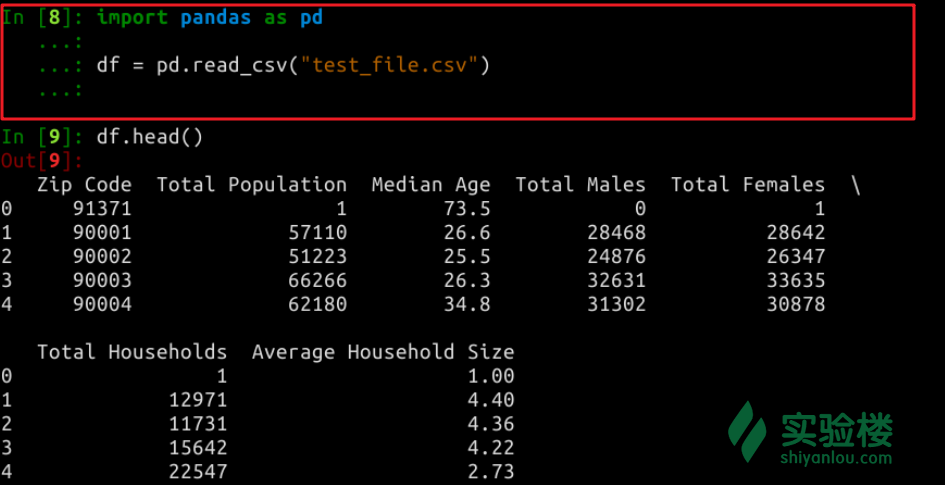 In [8]: import pandas as pd
...:
...: df = pd.read_csv("test_file.csv")
...:
In [9]: df.head()
Out[9]:
Zip Code Total Population Median Age Total Males Total Females \
0 91371 1 73.5 0 1
1 90001 57110 26.6 28468 28642
2 90002 51223 25.5 24876 26347
3 90003 66266 26.3 32631 33635
4 90004 62180 34.8 31302 30878
Total Households Average Household Size
0 1 1.00
1 12971 4.40
2 11731 4.36
3 15642 4.22
4 22547 2.73
实验楼
shiyanlou.com